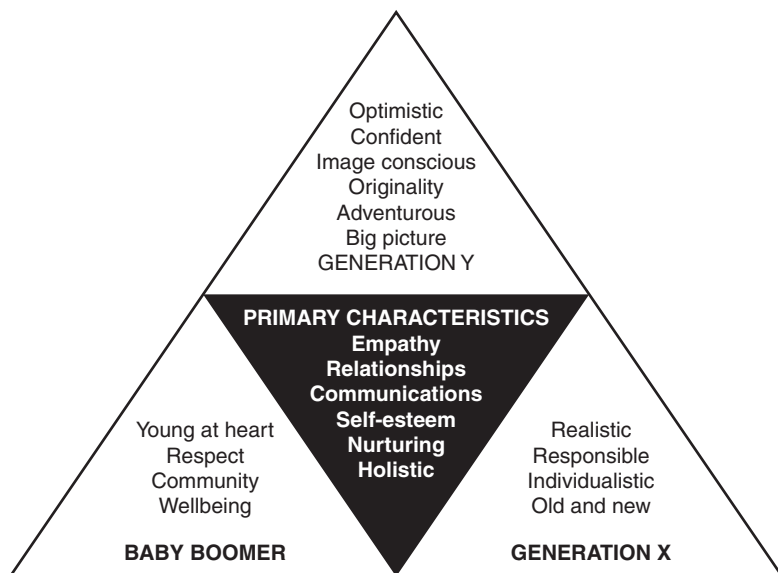 Optimistic
Confident
Image conscious
Originality
Adventurous
Big picture
GENERATION Y
PRIMARY CHARACTERISTICS
Empathy
Relationships
Communications
Self-esteem
Nurturing
Holistic
Young at heart
Respect
Community
Wellbeing
BABY BOOMER
Realistic
Responsible
Individualistic
Old and new
GENERATION X